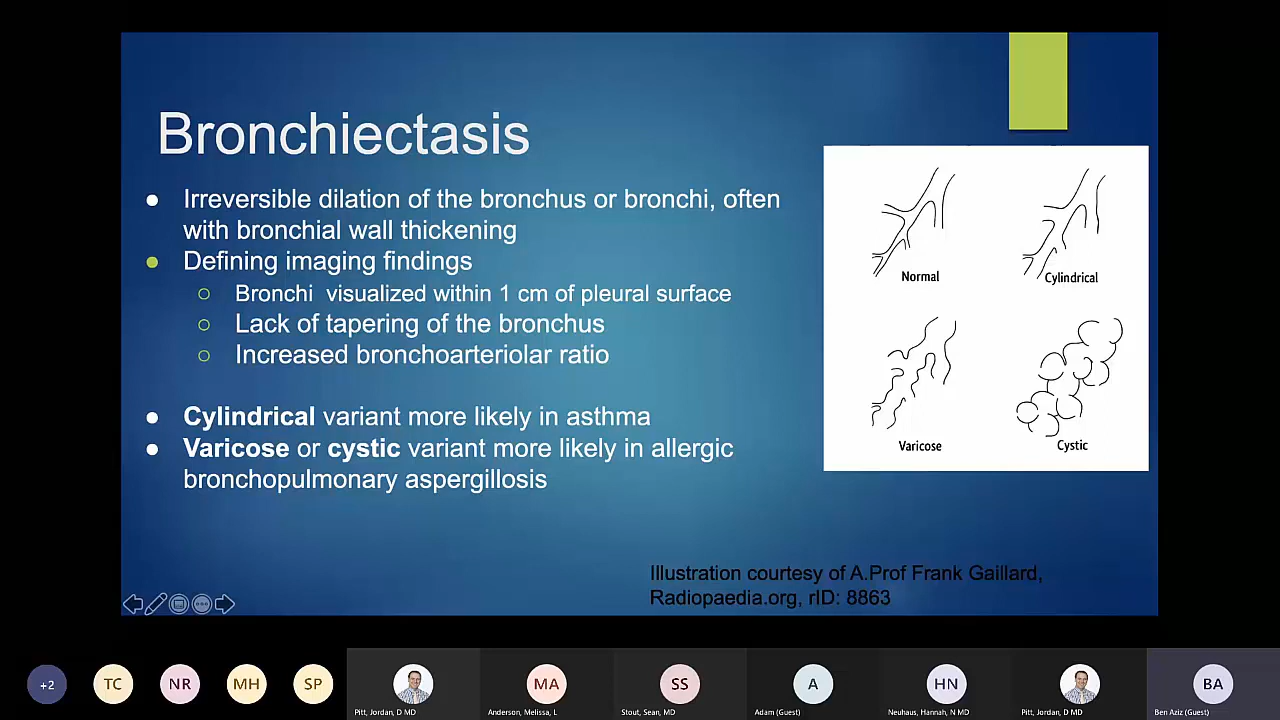 Bronchiectasis
Irreversible dilation of the bronchus or bronchi, often
with bronchial wall thickening
Defining imaging findings
Bronchi visualized within 1 cm of pleural surface
Lack of tapering of the bronchus
Increased bronchoarteriolar ratio
Cylindrical variant more likely in asthma
Varicose or cystic variant more likely in allergic
bronchopulmonary aspergillosis
Normal
Cylindrical
Varicose
Cystic
Illustration courtesy of A.Prof Frank Gaillard,
Radiopaedia.org, rID: 8863
+2
TC
NR
MH
SP
MA
SS
A
HN
BA
Pitt, Jordan, D MD
Anderson, Melissa, L
Stout, Sean, MD
Adam (Guest)
Neuhaus, Hannah, N MD
Pitt, Jordan, D MD
Ben Aziz (Guest)